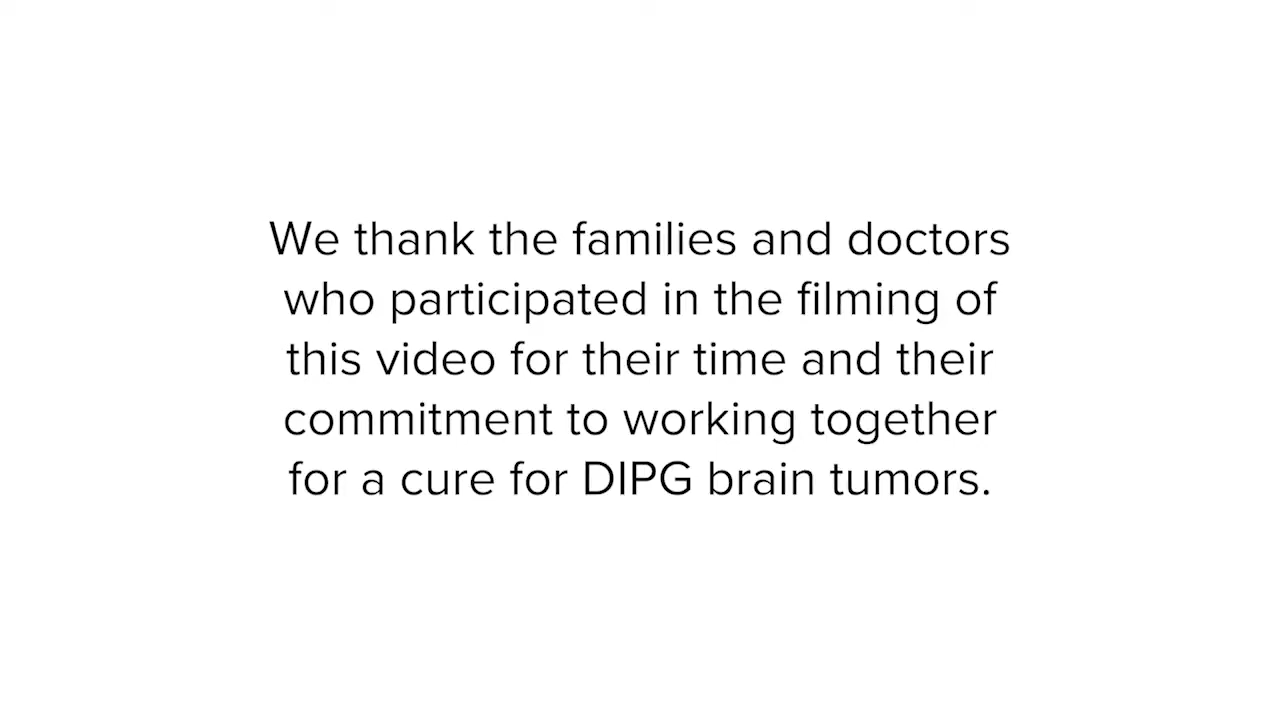 We thank the families and doctors
who participated in the filming of
this video for their time and their
commitment to working together
for a cure for DIPG brain tumors.